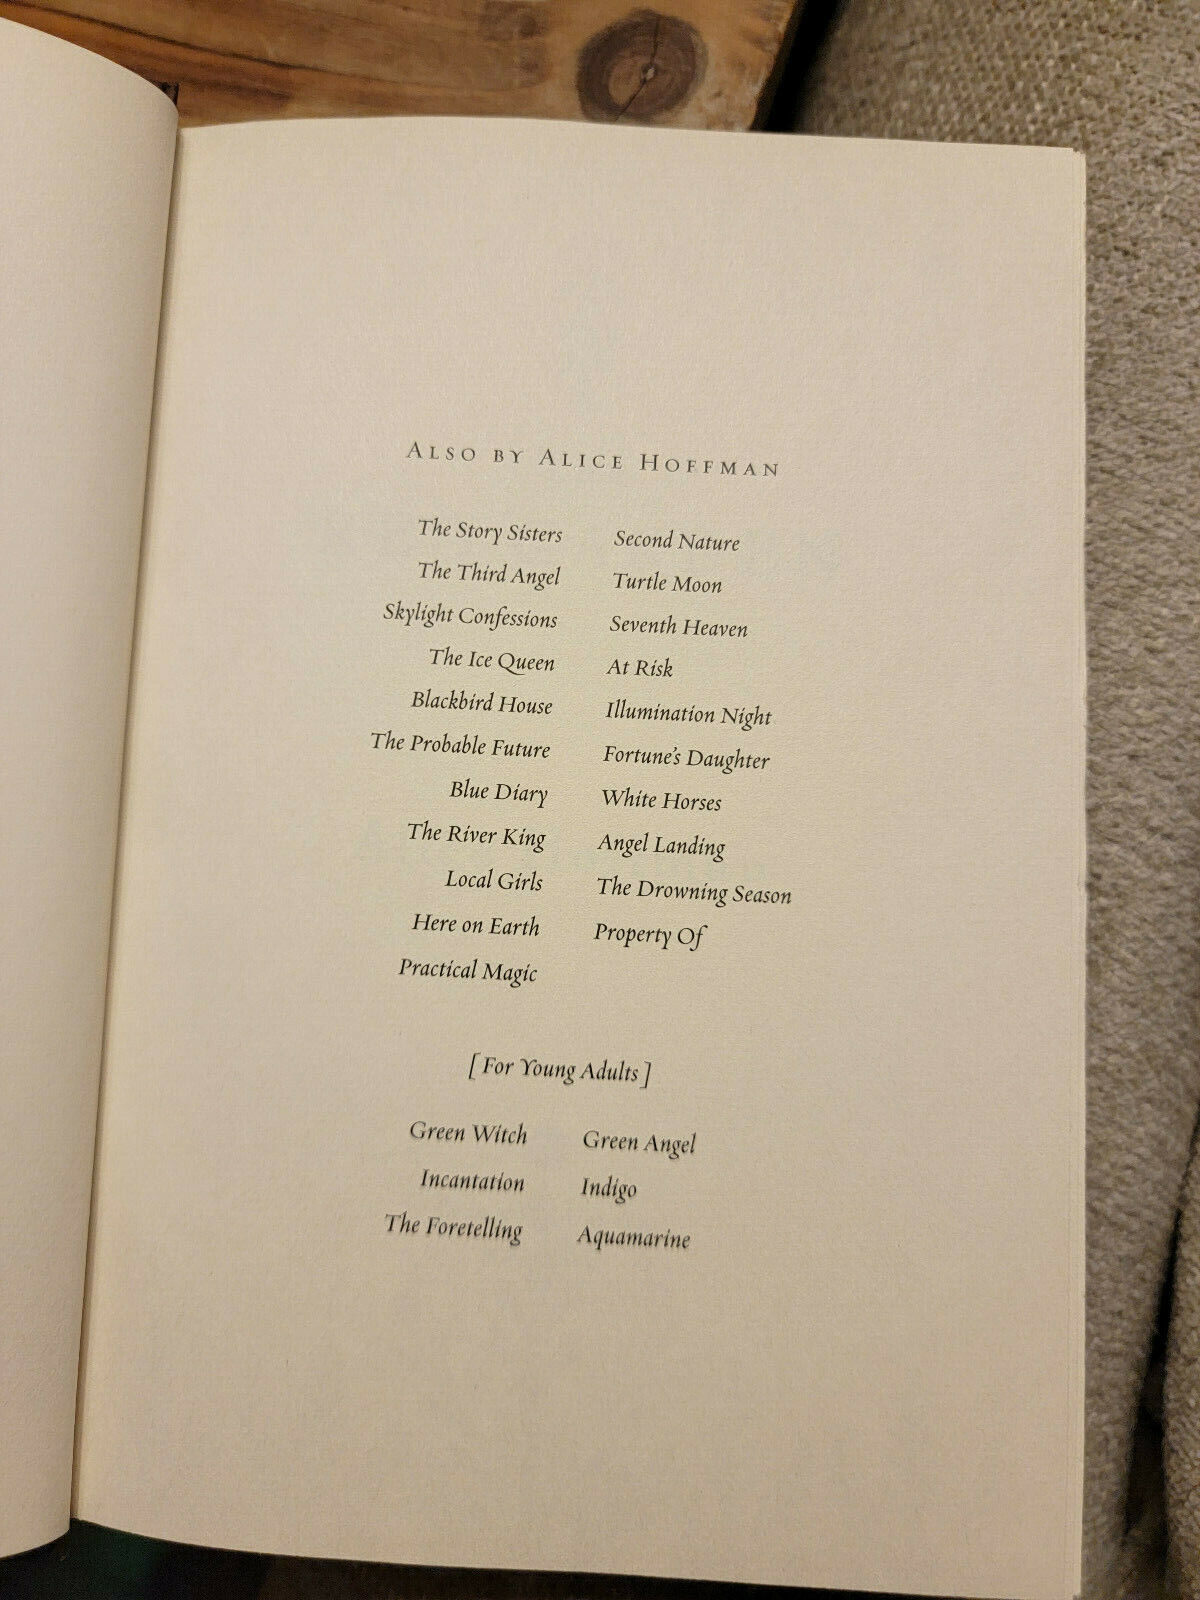 ALSO BY ALICE HOFFMAN
The Story Sisters
The Third Angel
Skylight Confessions
The Ice Queen
Blackbird House
The Probable Future
Blue Diary
The River King
Local Girls
Here on Earth
Practical Magic
Second Nature
Turtle Moon
Seventh Heaven
At Risk
Illumination Night
Fortune’s Daughter
White Horses
Angel Landing
The Drowning Season
Property Of
[For Young Adults]
Green Witch
Incantation
The Foretelling
Green Angel
Indigo
Aquamarine